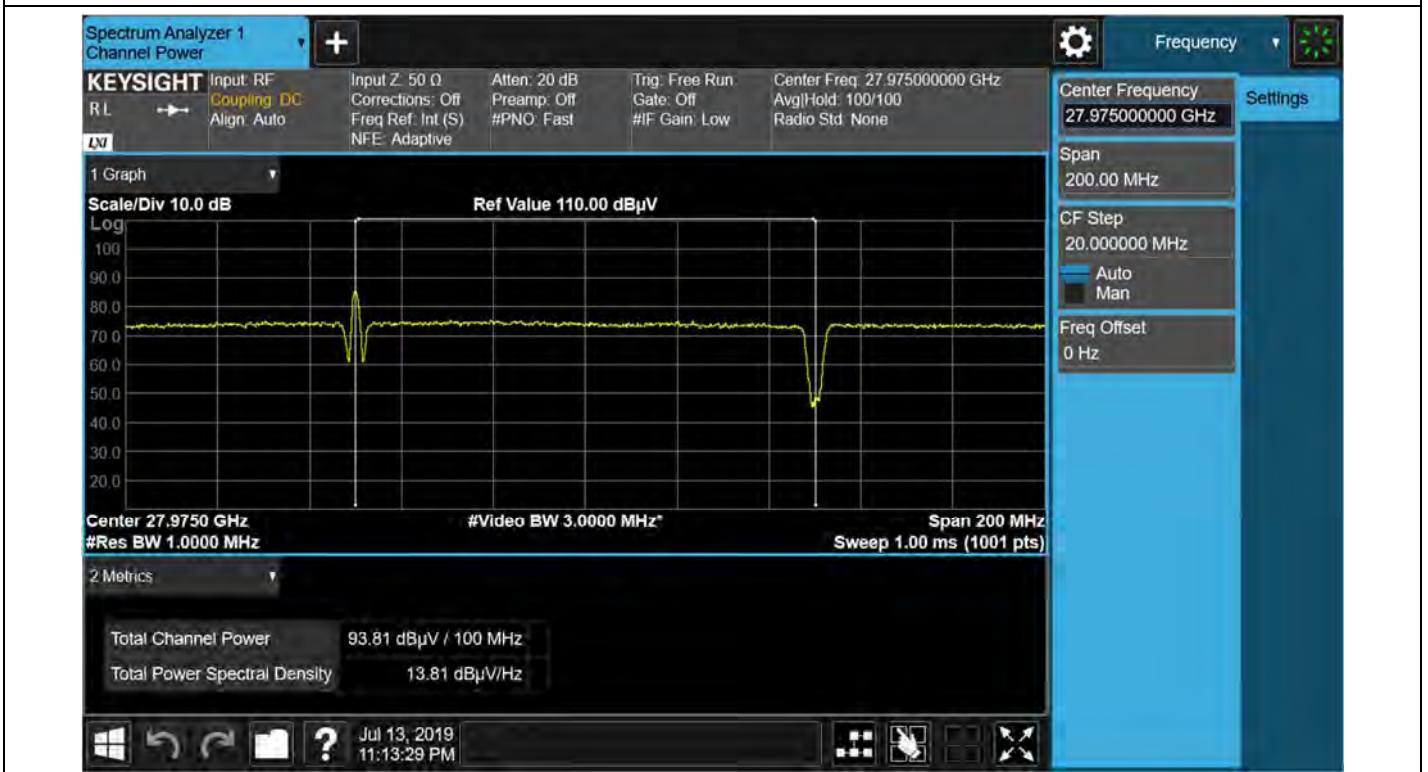 Spectrum Analyzer 1
Channel Power
+
Frequency
KEYSIGHT
R L
LXI
Input: RF
Coupling: DC
Align: Auto
Input Z: 50 Ω
Corrections: Off
Freq Ref: Int (S)
NFE: Adaptive
Atten: 20 dB
Preamp: Off
#PNO: Fast
Trig: Free Run
Gate: Off
#IF Gain: Low
Center Freq: 27.975000000 GHz
Avg|Hold: 100/100
Radio Std: None
Center Frequency
27.975000000 GHz
Settings
Span
200.00 MHz
CF Step
20.000000 MHz
Auto
Man
Freq Offset
0 Hz
1 Graph
Scale/Div 10.0 dB
Ref Value 110.00 dBµV
Log
100
90.0
80.0
70.0
60.0
50.0
40.0
30.0
20.0
Center 27.9750 GHz
#Video BW 3.0000 MHz*
Span 200 MHz
#Res BW 1.0000 MHz
Sweep 1.00 ms (1001 pts)
2 Metrics
Total Channel Power 93.81 dBµV / 100 MHz
Total Power Spectral Density 13.81 dBµV/Hz
?
Jul 13, 2019
11:13:29 PM